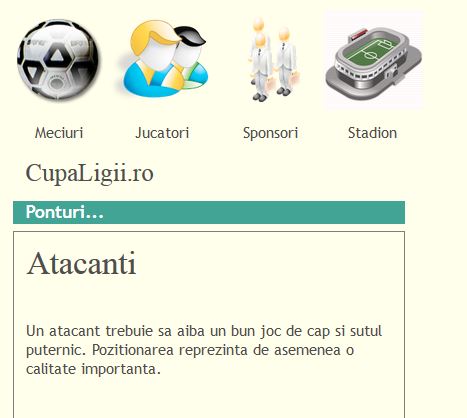 Meciuri Jucatori Sponsori Stadion
CupaLigii.ro
Ponturi...
Atacanti
Un atacant trebuie sa aiba un bun joc de cap si sutul
puternic. Pozitionarea reprezinta de asemenea o
calitate importanta.